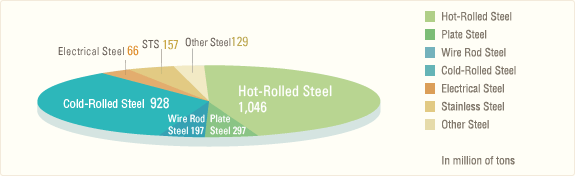 Electrical Steel 66
STS 157
Other Steel129
Hot-Rolled Steel
1,046
Cold-Rolled Steel 928
Wire Rod
Steel 197
Plate
Steel 297
Hot-Rolled Steel
Plate Steel
Wire Rod Steel
Cold-Rolled Steel
Electrical Steel
Stainless Steel
Other Steel
In million of tons